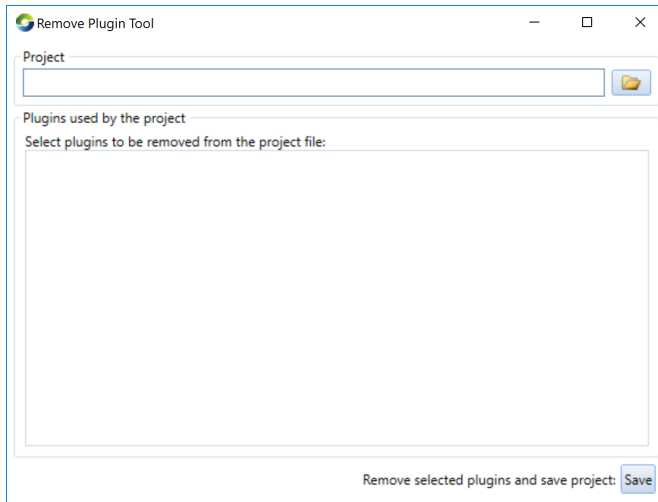 Remove Plugin Tool
Project
Plugins used by the project
Select plugins to be removed from the project file:
Remove selected plugins and save project: Save